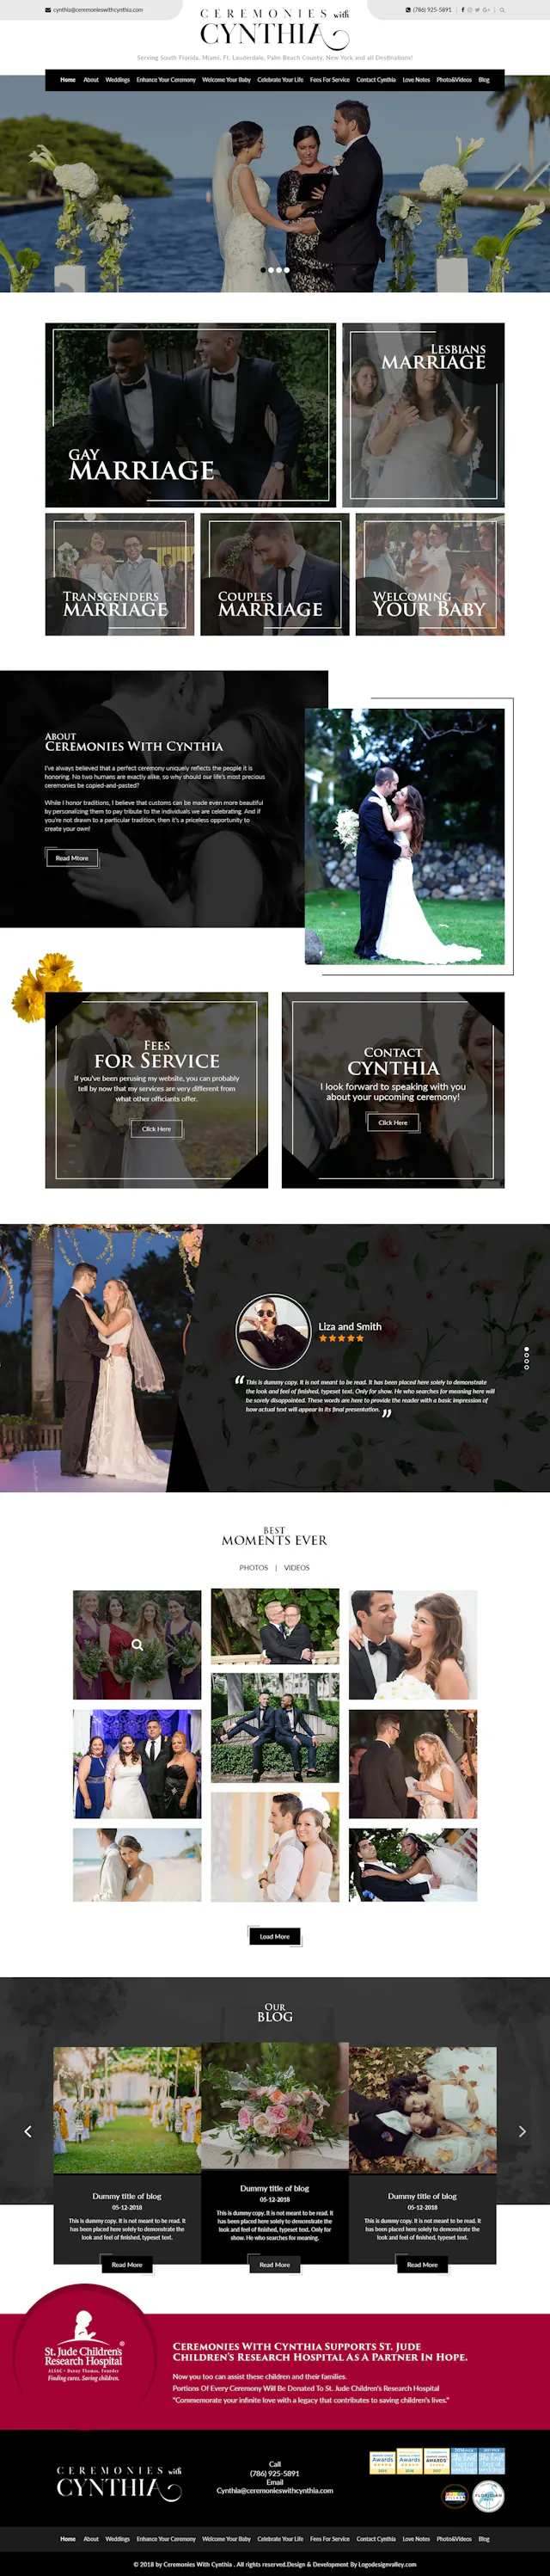 cynthia@ceremonieswithcynthia.com
(786) 925-5891
CEREMONIES with
CYNTHIA
Serving South Florida, Miami, Ft. Lauderdale, Palm Beach County, New York and all Destinations!
Home About Weddings Enhance Your Ceremony Welcome Your Baby Celebrate Your Life Fees For Service Contact Cynthia Love Notes Photo&Videos Blog
GAY
MARRIAGE
LESBIANS
MARRIAGE
TRANSGENDERS
MARRIAGE
COUPLES
MARRIAGE
WELCOMING
YOUR BABY
ABOUT
CEREMONIES WITH CYNTHIA
I've always believed that a perfect ceremony uniquely reflects the people it is
honoring. No two humans are exactly alike, so why should our life's most precious
ceremonies be copied-and-pasted?
While I honor traditions, I believe that customs can be made even more beautiful
by personalizing them to pay tribute to the individuals we are celebrating. And if
you're not drawn to a particular tradition, then it's a priceless opportunity to
create your own!
Read Mtore
FEES
FOR SERVICE
If you've been perusing my website, you can probably
tell by now that my services are very different from
what other officiants offer.
Click Here
CONTACT
CYNTHIA
I look forward to speaking with you
about your upcoming ceremony!
Click Here
Liza and Smith
“ This is dummy copy. It is not meant to be read. It has been placed here solely to demonstrate
the look and feel of finished, typeset text. Only for show. He who searches for meaning here will
be sorely disappointed. These words are here to provide the reader with a basic impression of
how actual text will appear in its final presentation. ”
BEST
MOMENTS EVER
PHOTOS | VIDEOS
Load More
OUR
BLOG
Dummy title of blog
05-12-2018
This is dummy copy. It is not meant to be read. It
has been placed here solely to demonstrate the
look and feel of finished, typeset text.
Read More
Dummy title of blog
05-12-2018
This is dummy copy. It is not meant to be read. It
has been placed here solely to demonstrate the
look and feel of finished, typeset text. Only for
show. He who searches for meaning.
Read More
Dummy title of blog
05-12-2018
This is dummy copy. It is not meant to be read. It
has been placed here solely to demonstrate the
look and feel of finished, typeset text.
Read More
St. Jude Children's
Research Hospital
ALSAC • Danny Thomas, Founder
Finding cures. Saving children.
CEREMONIES WITH CYNTHIA SUPPORTS ST. JUDE
CHILDREN'S RESEARCH HOSPITAL AS A PARTNER IN HOPE.
Now you too can assist these children and their families.
Portions Of Every Ceremony Will Be Donated To St. Jude Children's Research Hospital
"Commemorate your infinite love with a legacy that contributes to saving children's lives."
CEREMONIES with
CYNTHIA
Call
(786) 925-5891
Email
Cynthia@ceremonieswithcynthia.com
Awards
Awards
AWARDS
Home About Weddings Enhance Your Ceremony Welcome Your Baby Celebrate Your Life Fees For Service Contact Cynthia Love Notes Photo&Videos Blog
© 2018 by Ceremonies With Cynthia . All rights reserved.Design & Development By Logodesignvalley.com